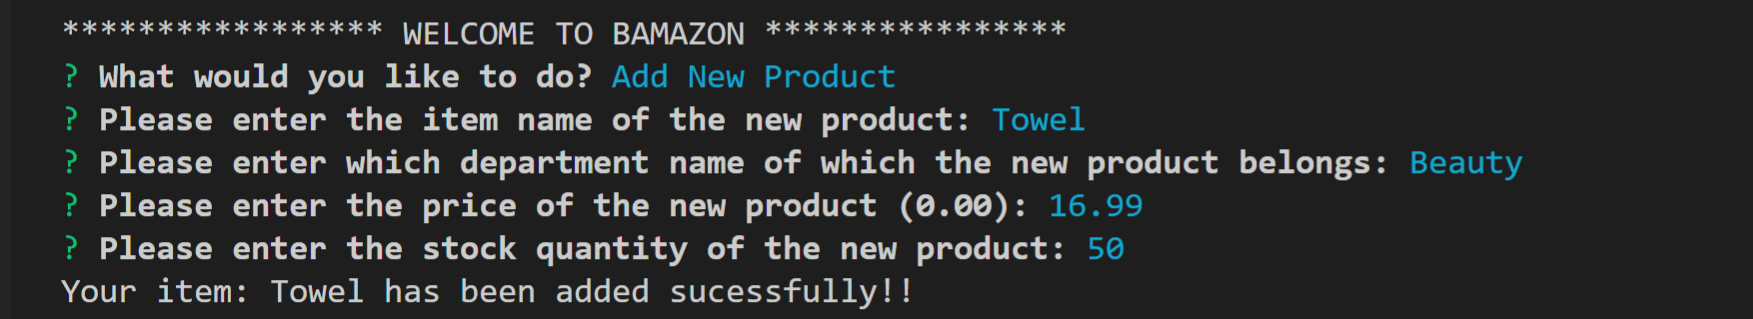 ***************** WELCOME TO BAMAZON ****************
? What would you like to do? Add New Product
? Please enter the item name of the new product: Towel
? Please enter which department name of which the new product belongs: Beauty
? Please enter the price of the new product (0.00): 16.99
? Please enter the stock quantity of the new product: 50
Your item: Towel has been added sucessfully!!